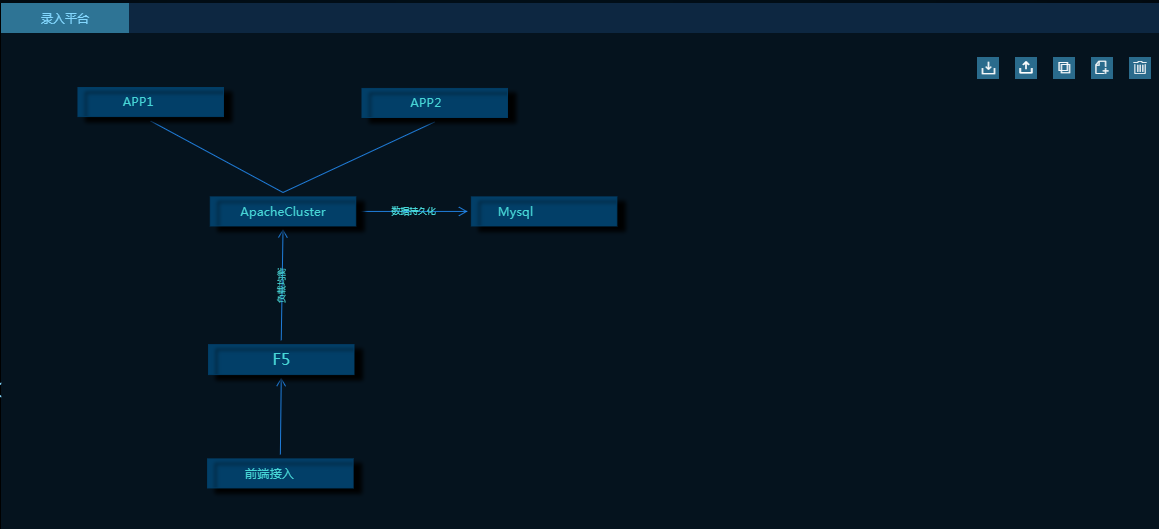 录入平台
APP1
APP2
ApacheCluster
数据持久化
Mysql
负载均衡
F5
前端接入